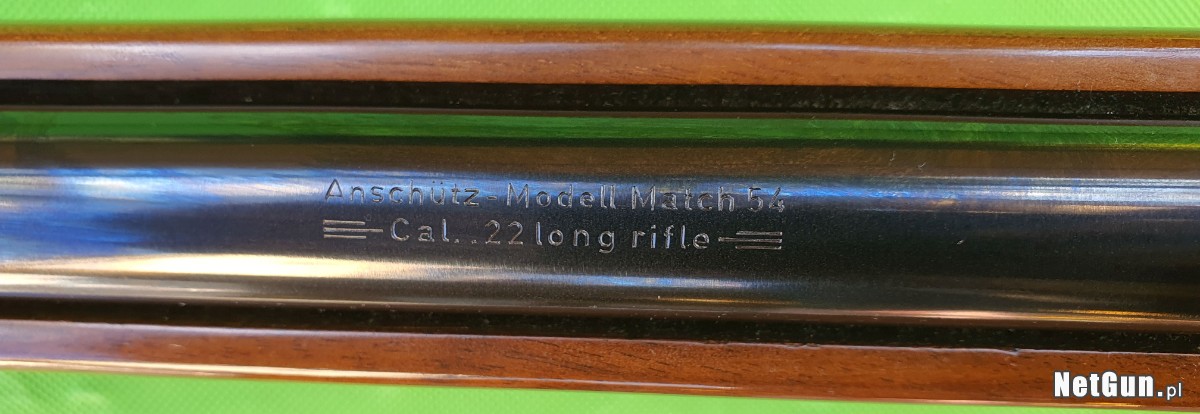 Anschütz-Modell Match 54
Cal. .22 long rifle
NetGun.pl